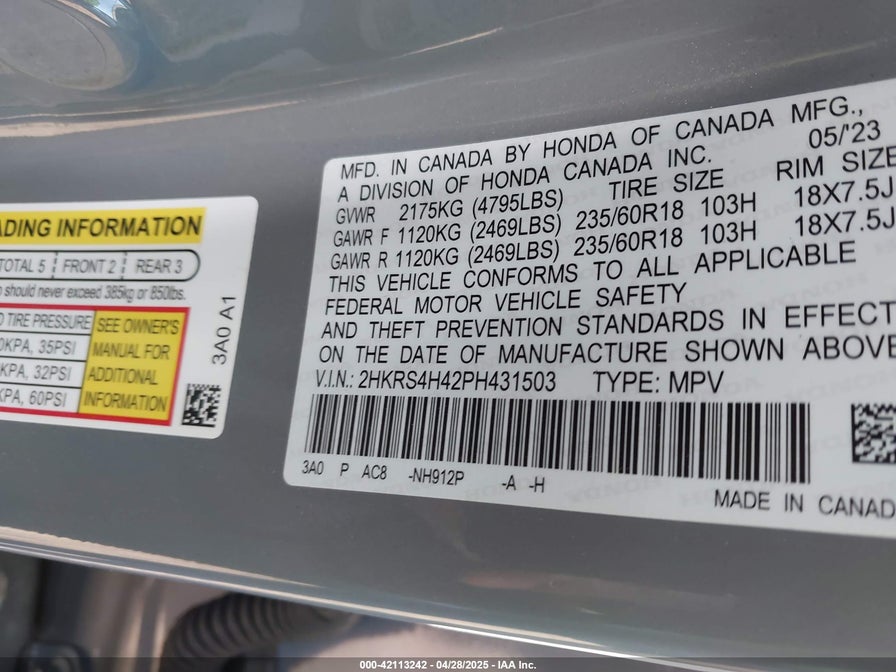 ADING INFORMATION
TOTAL 5 FRONT 2 REAR 3
should never exceed 385kg or 850lbs.
TIRE PRESSURE SEE OWNER'S
KPA, 35PSI MANUAL FOR
KPA, 32PSI ADDITIONAL
KPA, 60PSI INFORMATION
3A0 A1
MFD. IN CANADA BY HONDA OF CANADA MFG.,
A DIVISION OF HONDA CANADA INC. 05/'23
GVWR 2175KG (4795LBS) TIRE SIZE RIM SIZE
GAWR F 1120KG (2469LBS) 235/60R18 103H 18X7.5J
GAWR R 1120KG (2469LBS) 235/60R18 103H 18X7.5J
THIS VEHICLE CONFORMS TO ALL APPLICABLE
FEDERAL MOTOR VEHICLE SAFETY
AND THEFT PREVENTION STANDARDS IN EFFECT
ON THE DATE OF MANUFACTURE SHOWN ABOVE
V.I.N.: 2HKRS4H42PH431503 TYPE: MPV
3A0 P AC8 -NH912P -A -H
MADE IN CANAD
000-42113242 - 04/28/2025 - IAA Inc.